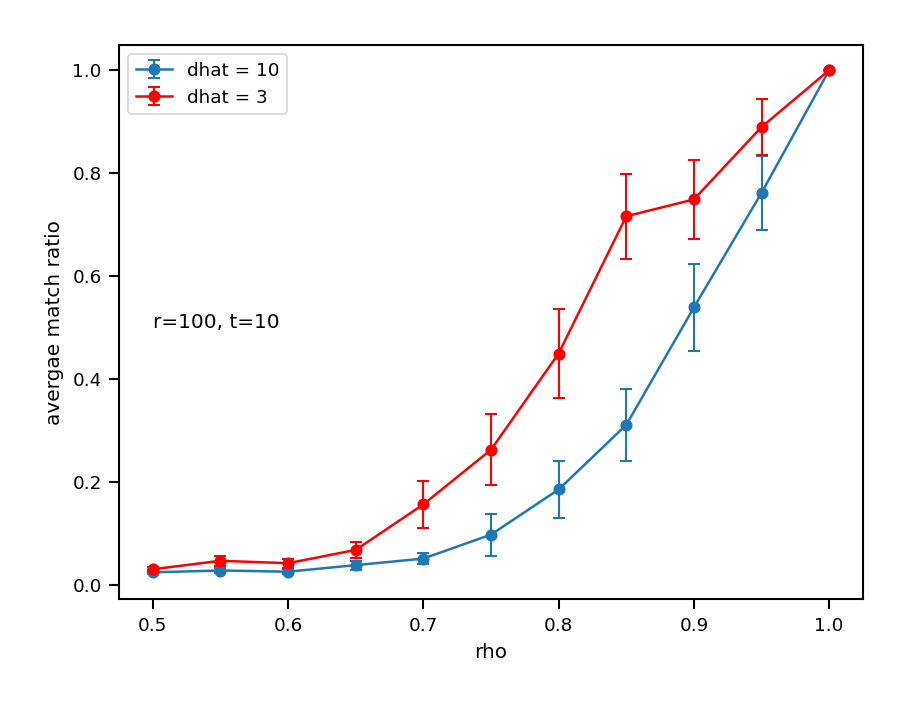 dhat = 10
dhat = 3
r=100, t=10
avergae match ratio
1.0
0.8
0.6
0.4
0.2
0.0
0.5 0.6 0.7 0.8 0.9 1.0
rho